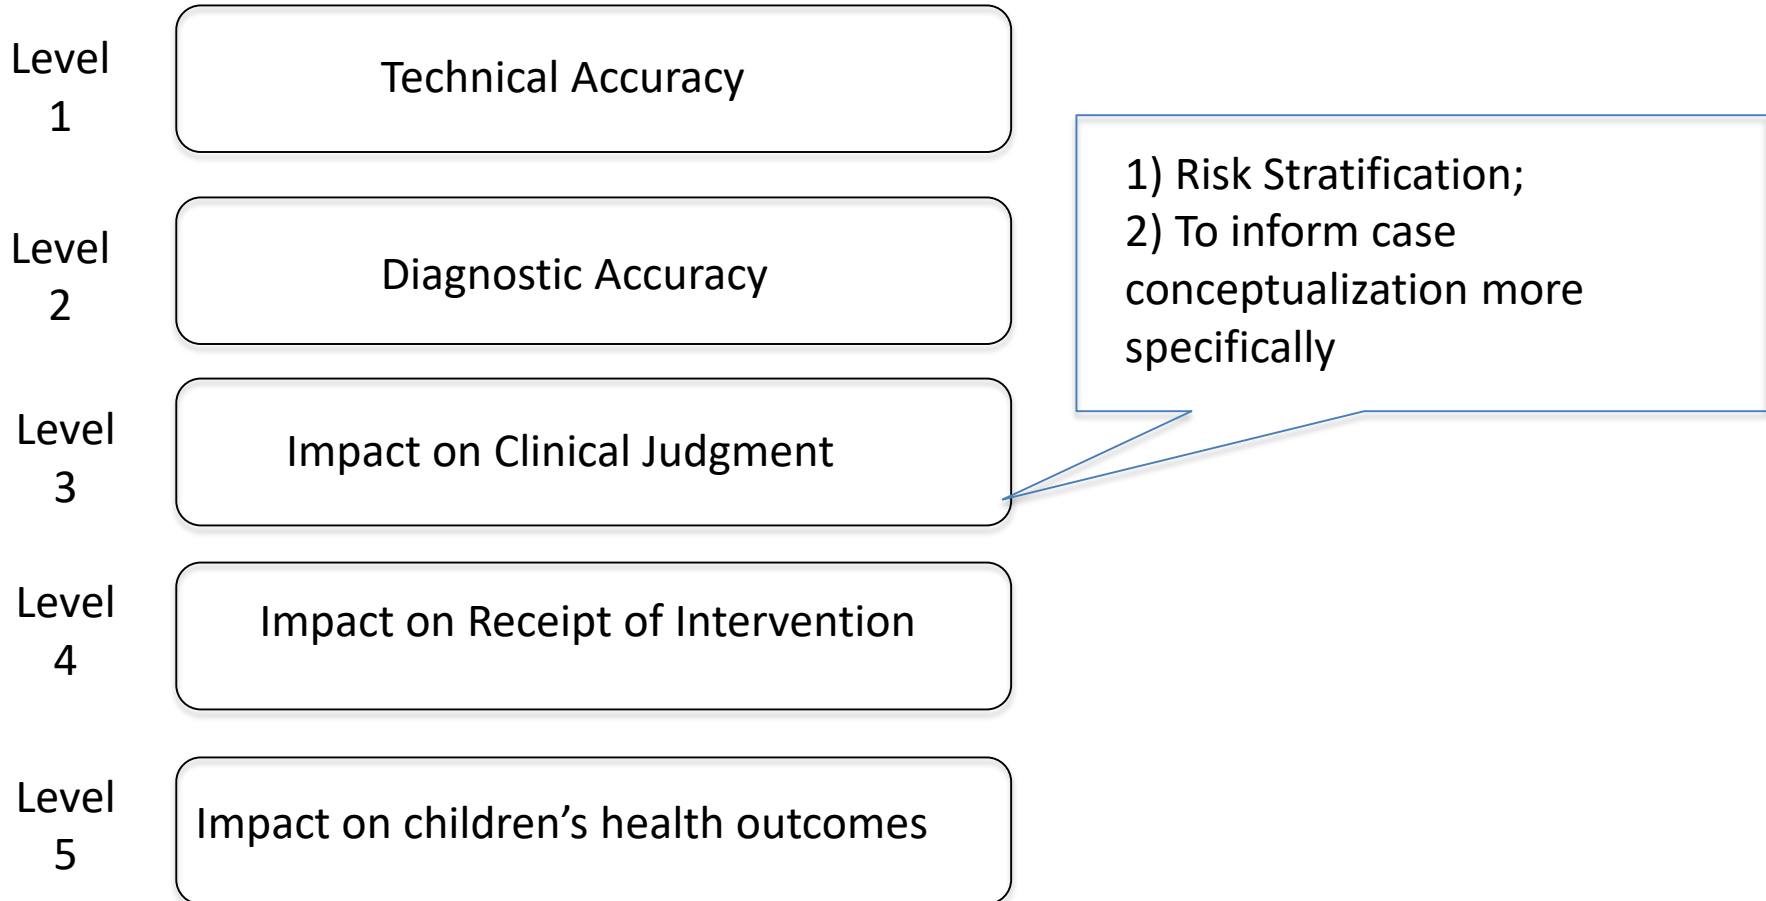 Level
1
Technical Accuracy
Level
2
Diagnostic Accuracy
Level
3
Impact on Clinical Judgment
1) Risk Stratification;
2) To inform case
conceptualization more
specifically
Level
4
Impact on Receipt of Intervention
Level
5
Impact on children’s health outcomes